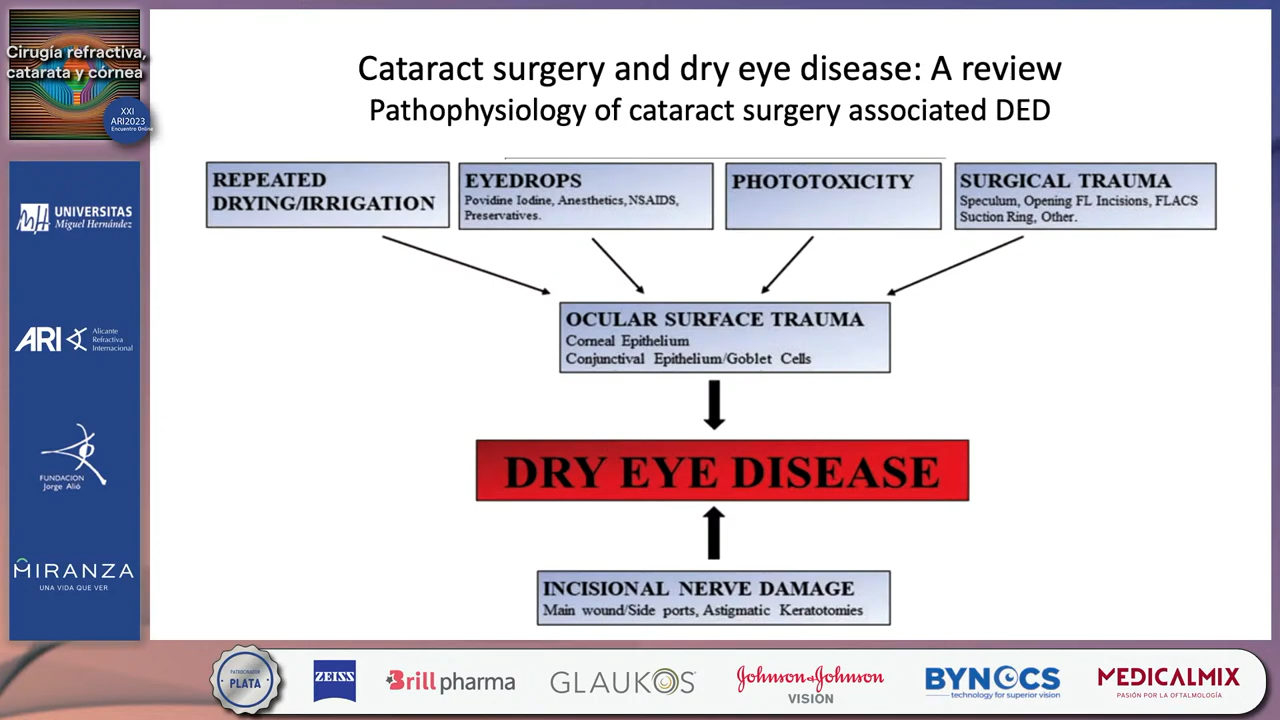 Cirugía refractiva,
catarata y córnea
XXI
ARI2023
Encuentro Online
Cataract surgery and dry eye disease: A review
Pathophysiology of cataract surgery associated DED
REPEATED
DRYING/IRRIGATION
EYEDROPS
Povidine Iodine, Anesthetics, NSAIDS,
Preservatives.
PHOTOTOXICITY
SURGICAL TRAUMA
Speculum, Opening FL Incisions, FLACS
Suction Ring, Other.
OCULAR SURFACE TRAUMA
Corneal Epithelium
Conjunctival Epithelium/Goblet Cells
DRY EYE DISEASE
INCISIONAL NERVE DAMAGE
Main wound/Side ports, Astigmatic Keratotomies
UNIVERSITAS
Miguel Hernández
ARI
Alicante
Refractiva
Internacional
FUNDACION
Jorge Alió
MIRANZA
UNA VIDA QUE VER
PATROCINADOR
PLATA
ZEISS
Brill pharma
GLAUKOS
Johnson & Johnson
VISION
BYNOCS
technology for superior vision
MEDICALMIX
PASIÓN POR LA OFTALMOLOGÍA